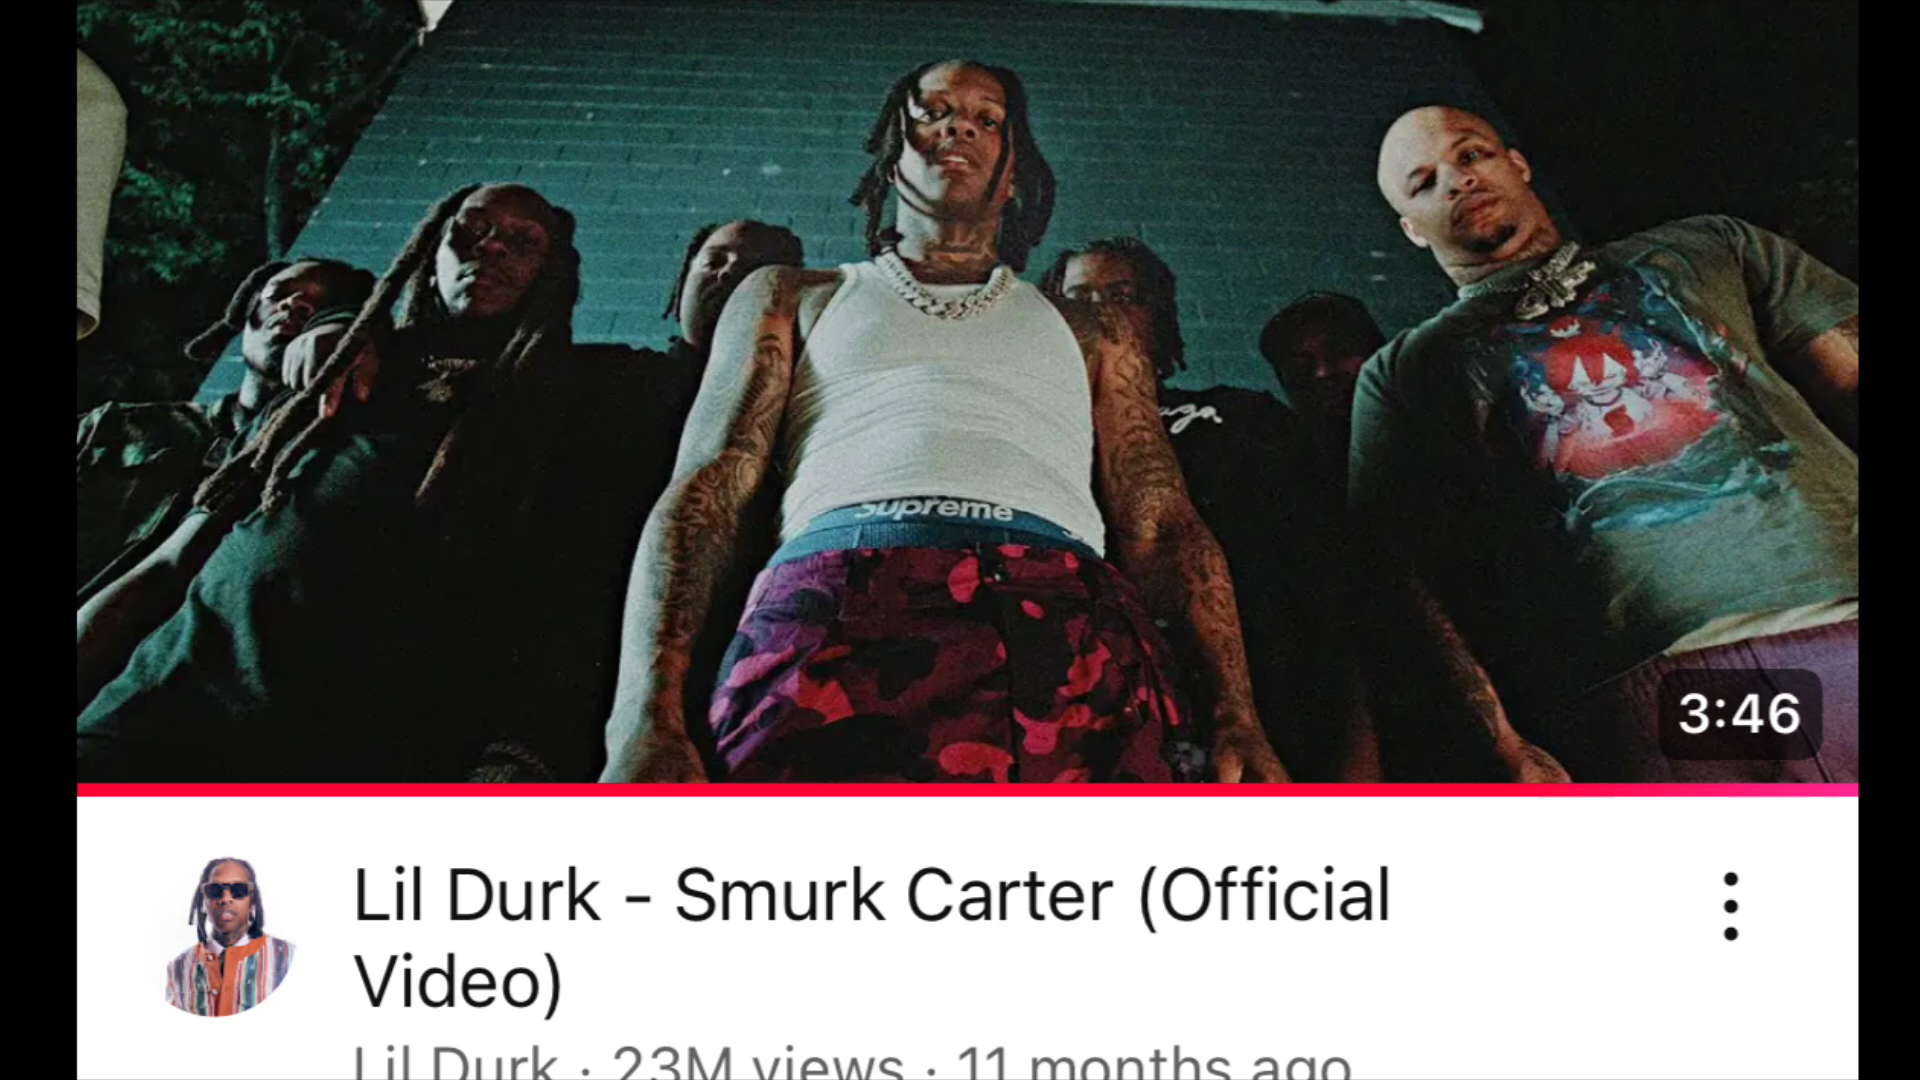 Supreme
3:46
Lil Durk - Smurk Carter (Official
Video)
Lil Durk · 23M views · 11 months ago